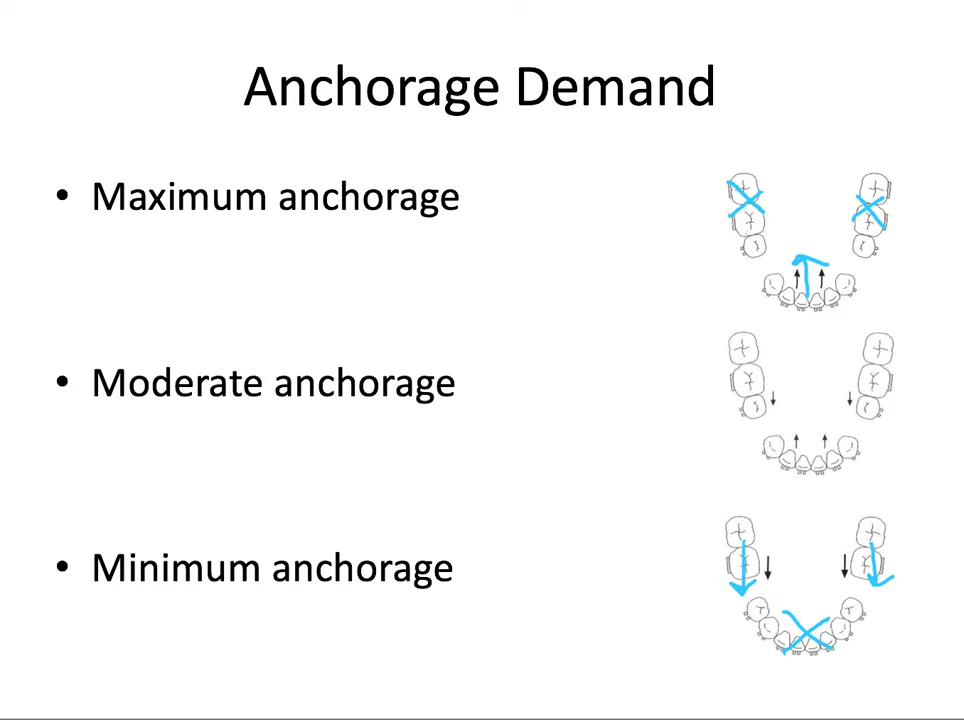 Anchorage Demand
• Maximum anchorage
• Moderate anchorage
• Minimum anchorage